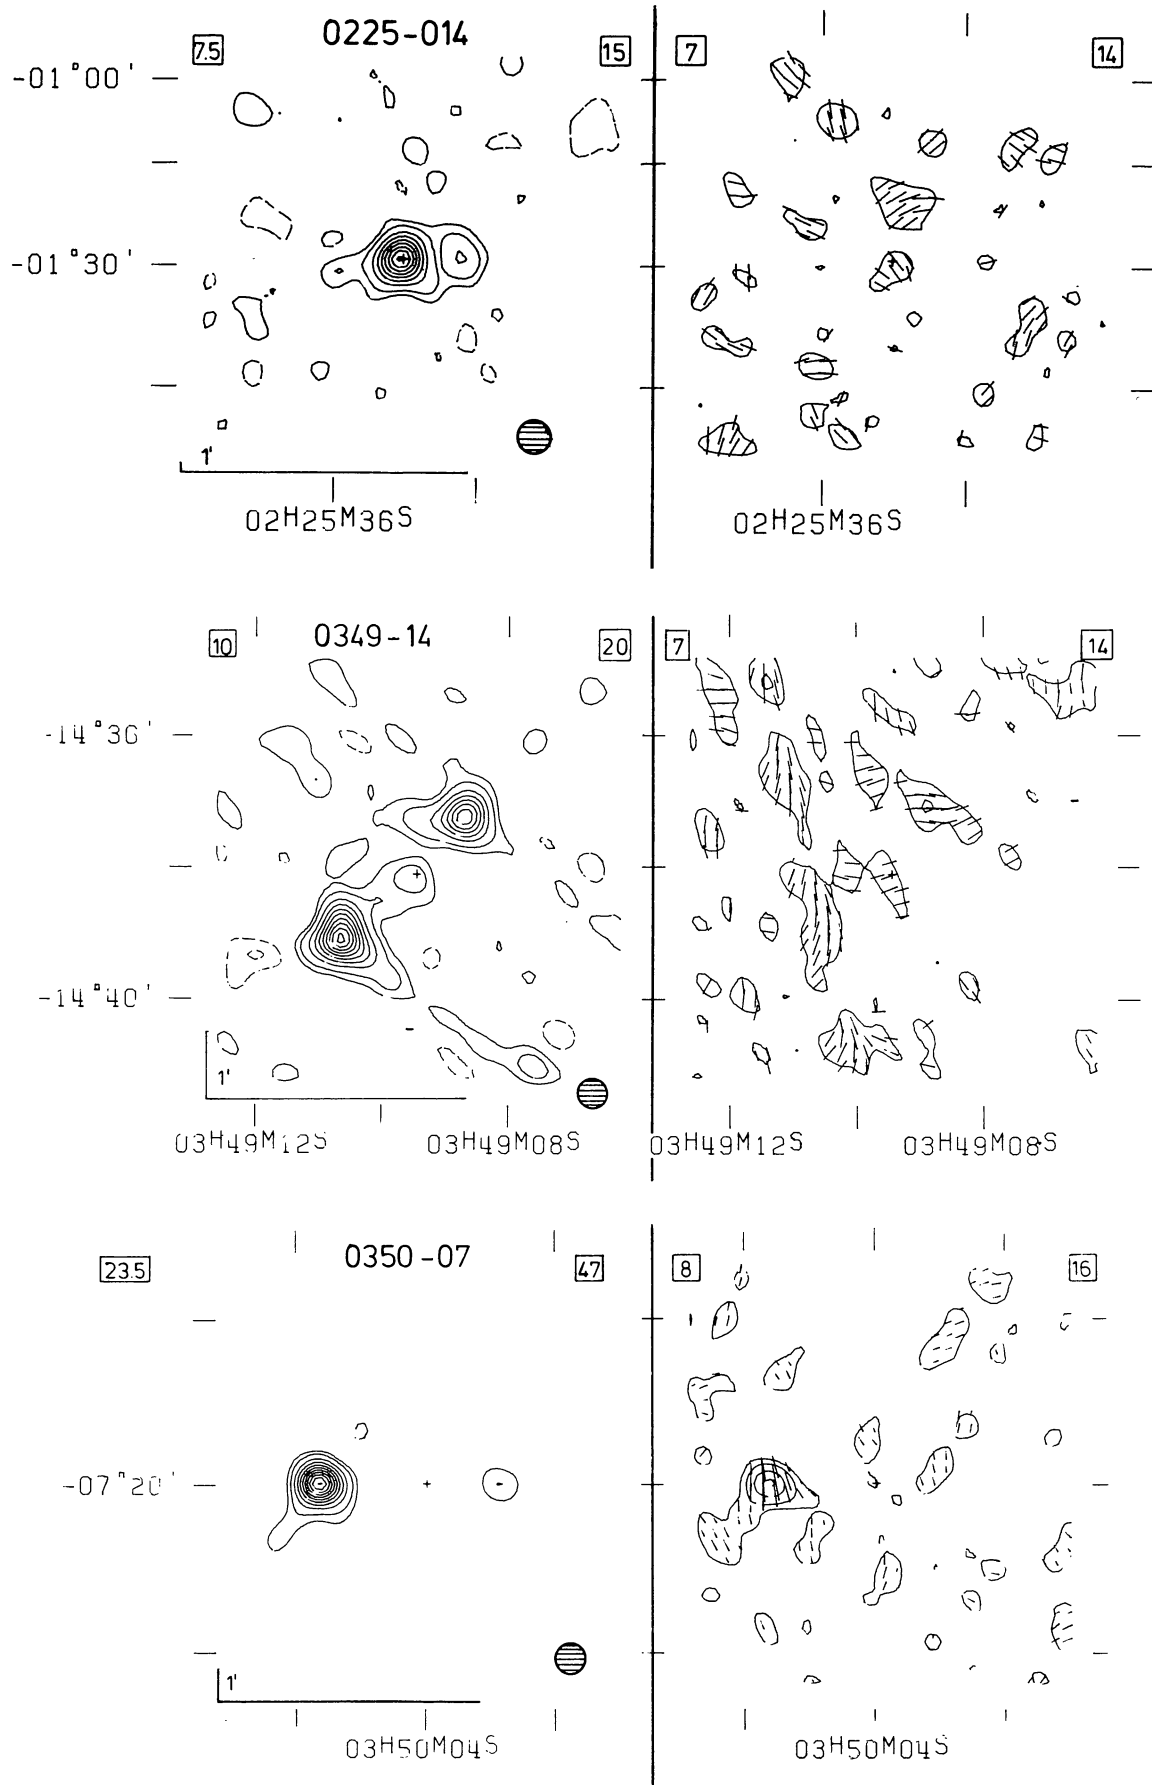 0225-014
7.5 15 7 14
-01°00'
-01°30'
1'
02H25M36S 02H25M36S
0349-14
10 20 7 14
-14°36'
-14°40'
1'
03H49M12S 03H49M08S 03H49M12S 03H49M08S
0350-07
23.5 47 8 16
-07°20'
1'
03H50M04S 03H50M04S